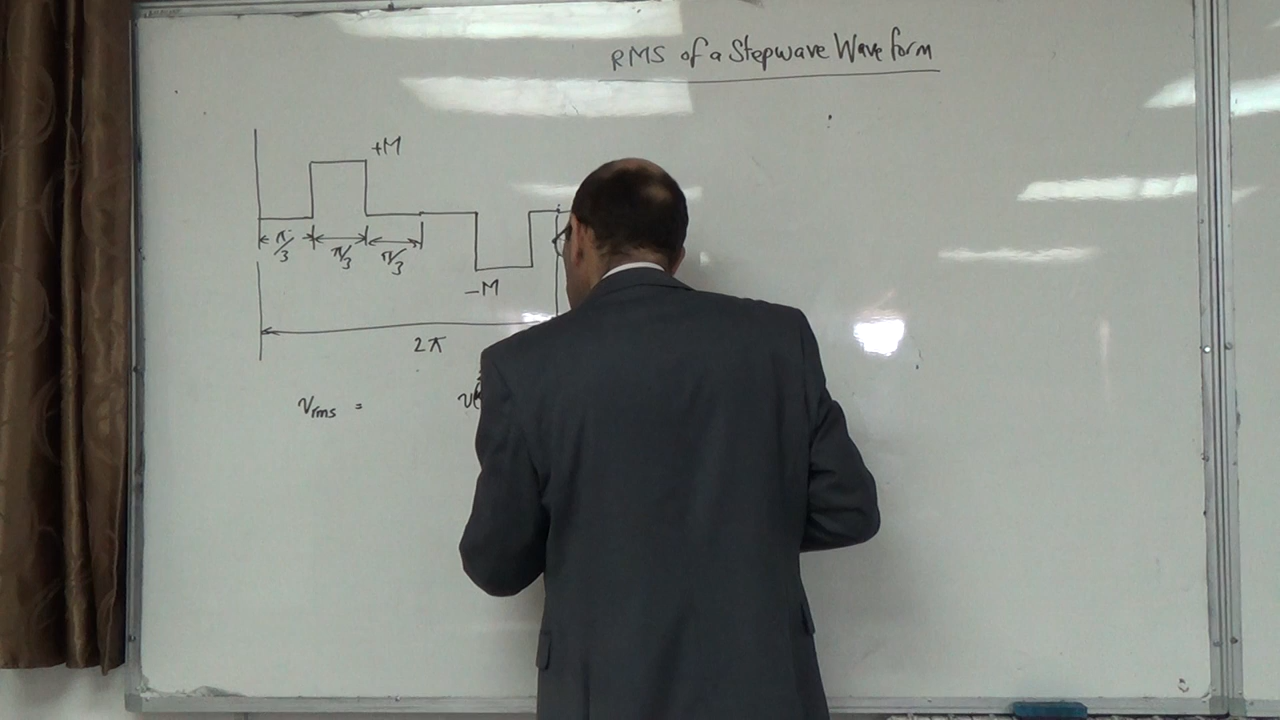 RMS of a Stepwave Wave form
+M
π/3 π/3 π/3
-M
2π
Vrms =